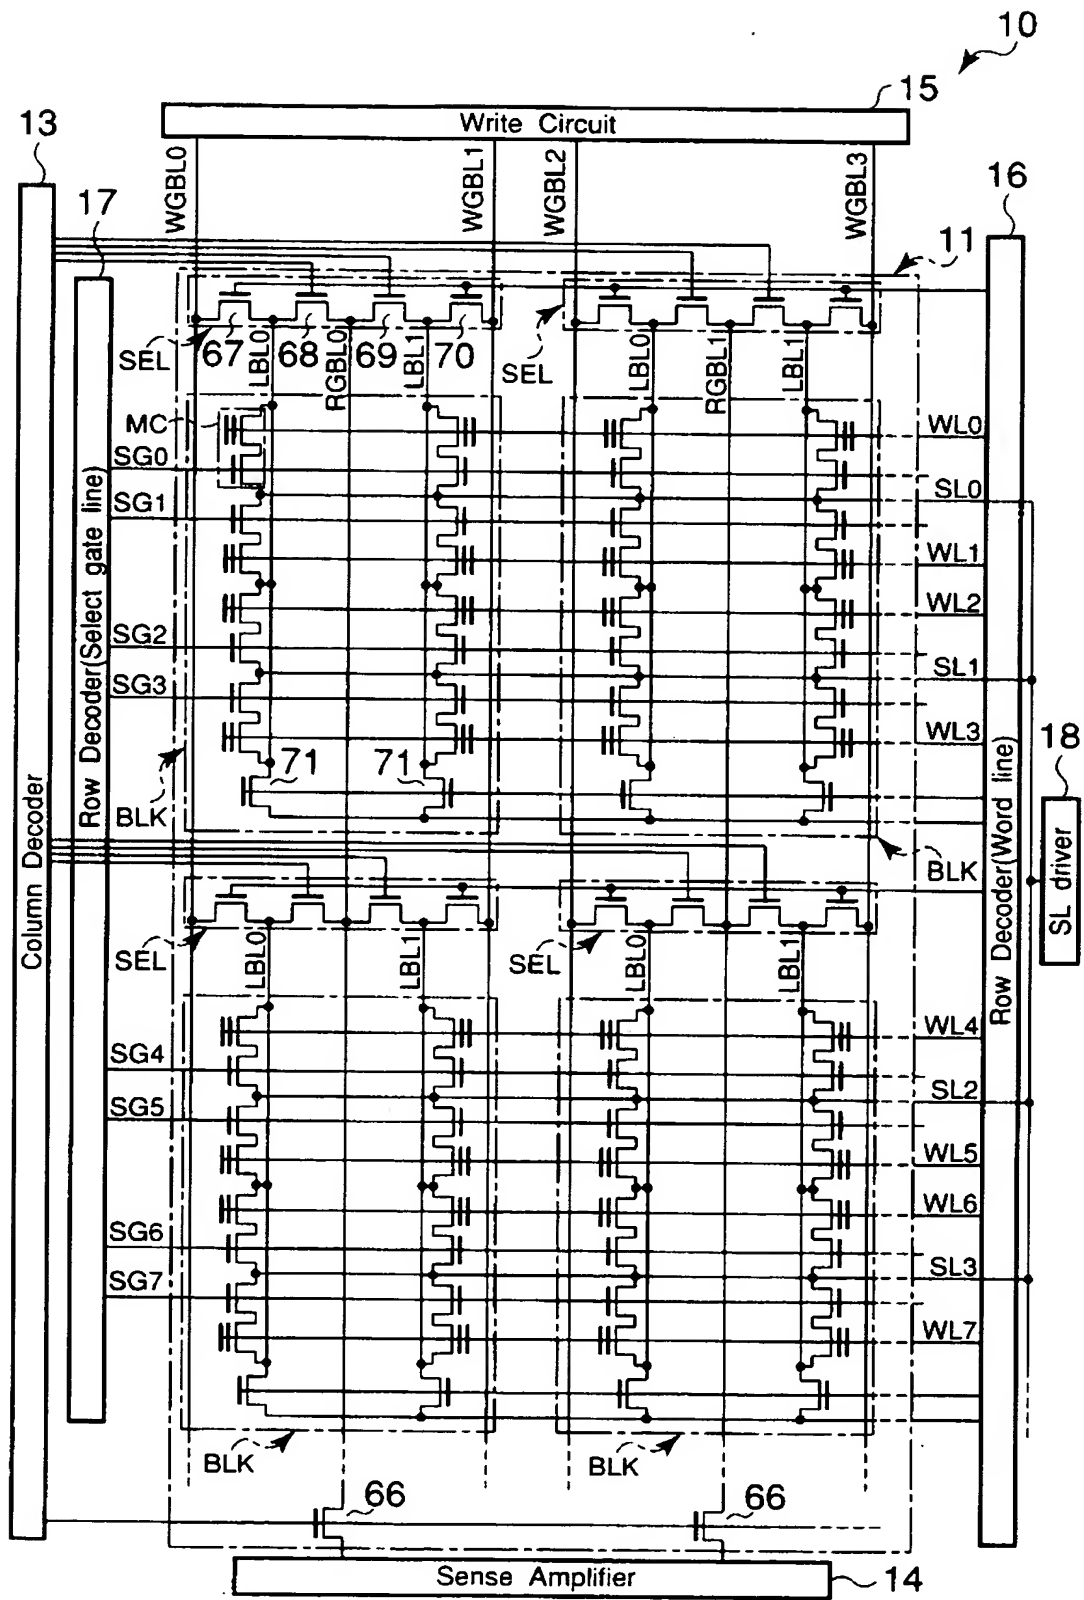 10
15
Write Circuit
13
WGBL0
WGBL1
WGBL2
WGBL3
16
17
11
SEL
67
68
69
70
SEL
LBL0
RGBL0
LBL1
LBL0
RGBL1
LBL1
MC
WL0
SG0
SL0
SG1
WL1
WL2
SG2
SL1
SG3
WL3
18
71
71
BLK
BLK
Column Decoder
Row Decoder(Select gate line)
Row Decoder(Word line)
SL driver
SEL
LBL0
LBL1
SEL
LBL0
LBL1
WL4
SG4
SL2
SG5
WL5
WL6
SG6
SL3
SG7
WL7
BLK
BLK
66
66
Sense Amplifier
14